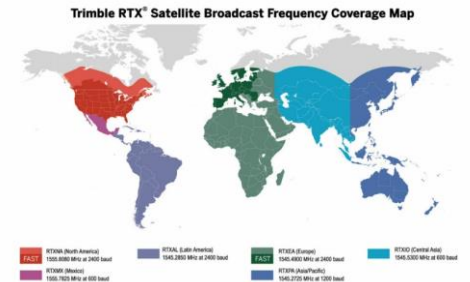 Trimble RTX® Satellite Broadcast Frequency Coverage Map
FAST
RTXNA (North America)
1555.8080 MHz at 2400 baud
RTXMX (Mexico)
1555.7825 MHz at 600 baud
RTXAL (Latin America)
1545.2850 MHz at 2400 baud
FAST
RTXEA (Europe)
1545.4900 MHz at 2400 baud
RTXPA (Asia/Pacific)
1545.2725 MHz at 1200 baud
RTXIO (Central Asia)
1545.5300 MHz at 600 baud